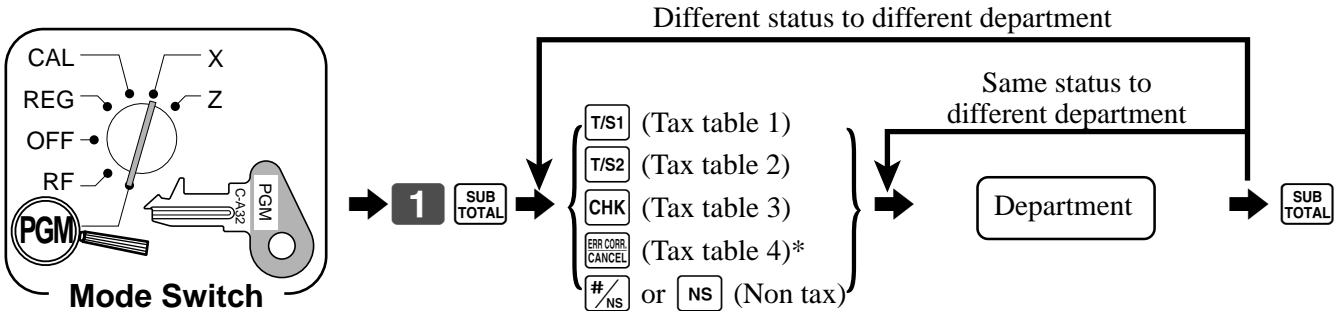 Different status to different department
CAL
X
REG
Z
OFF
RF
PGM
PGM
C-A32
Mode Switch
1
SUB
TOTAL
T/S1 (Tax table 1)
T/S2 (Tax table 2)
CHK (Tax table 3)
ERR CORR.
CANCEL (Tax table 4)*
#/NS or NS (Non tax)
Same status to
different department
Department
SUB
TOTAL